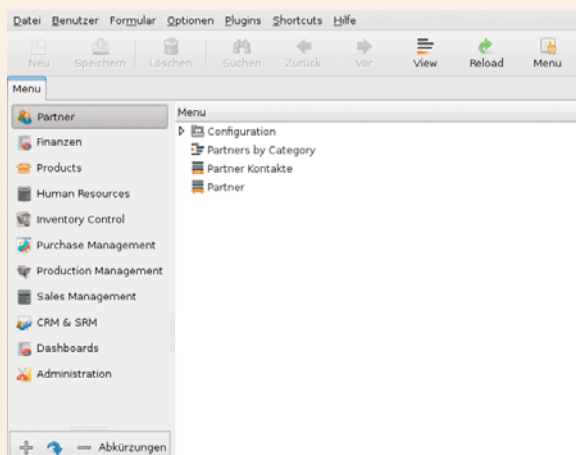 Datei Benutzer Formular Optionen Plugins Shortcuts Hilfe
Neu Speichern Löschen Suchen Zurück Vor View Reload Menu
Menu
Partner
Finanzen
Products
Human Resources
Inventory Control
Purchase Management
Production Management
Sales Management
CRM & SRM
Dashboards
Administration
Abkürzungen
Menu
Configuration
Partners by Category
Partner Kontakte
Partner